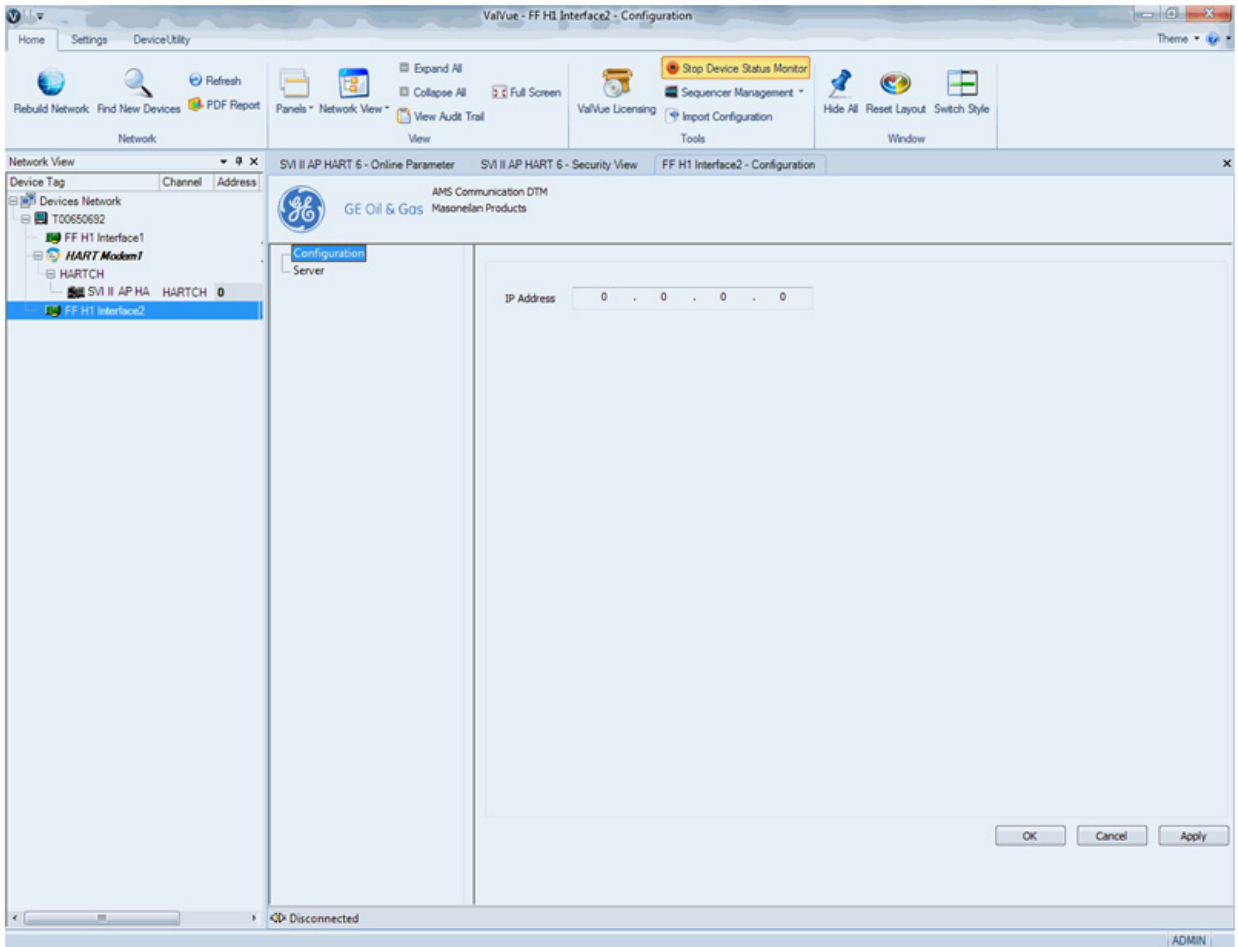 ValVue - FF H1 Interface2 - Configuration
Home Settings DeviceUtility Theme
Rebuild Network Find New Devices Refresh PDF Report
Network
Panels Network View Expand All Collapse All View Audit Trail Full Screen
View
ValVue Licensing Stop Device Status Monitor Sequencer Management Import Configuration
Tools
Hide All Reset Layout Switch Style
Window
Network View
Device Tag Channel Address
Devices Network
T00650692
FF H1 Interface1
HART Modem1
HARTCH
SVI II AP HA HARTCH 0
FF H1 Interface2
SVI II AP HART 6 - Online Parameter SVI II AP HART 6 - Security View FF H1 Interface2 - Configuration
GE Oil & Gas
AMS Communication DTM
Masoneilan Products
Configuration
Server
IP Address 0 . 0 . 0 . 0
OK Cancel Apply
Disconnected
ADMIN